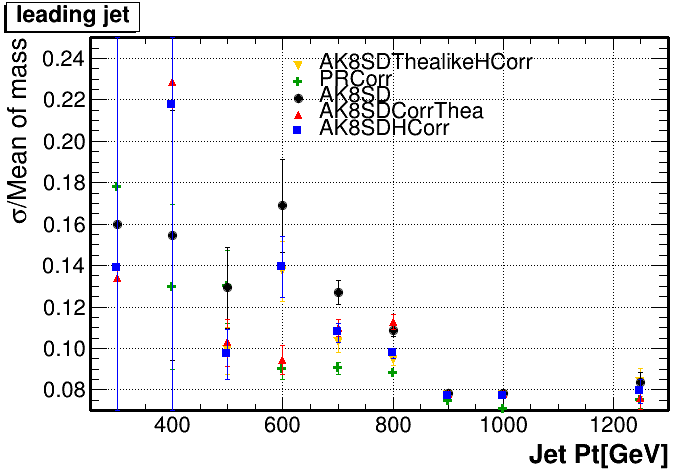 leading jet
σ/Mean of mass
0.24
0.22
0.20
0.18
0.16
0.14
0.12
0.10
0.08
AK8SDThealikeHCorr
PRCorr
AK8SD
AK8SDCorrThea
AK8SDHCorr
400 600 800 1000 1200
Jet Pt[GeV]